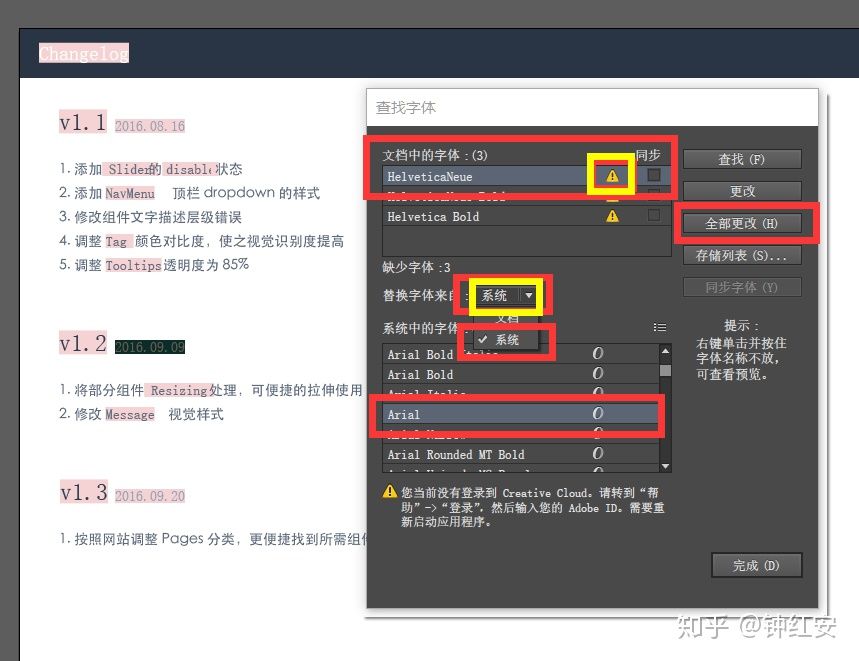 Changelog
v1.1 2016.08.16
1. 添加 Slider的 disable状态
2. 添加 NavMenu 顶栏 dropdown 的样式
3. 修改组件文字描述层级错误
4. 调整 Tag 颜色对比度，使之视觉识别度提高
5. 调整 Tooltips透明度为 85%
v1.2 2016.09.09
1. 将部分组件 Resizing处理，可便捷的拉伸使用
2. 修改 Message 视觉样式
v1.3 2016.09.20
1. 按照网站调整 Pages 分类，更便捷找到所需组件
查找字体
文档中的字体：(3) 同步
HelveticaNeue
Helvetica Bold
缺少字体：3
替换字体来自：系统
文档
系统
系统中的字体
Arial Bold Italic
Arial Bold
Arial Italic
Arial
Arial Rounded MT Bold
您当前没有登录到 Creative Cloud。请转到“帮
助”->“登录”，然后输入您的 Adobe ID。需要重
新启动应用程序。
查找 (F)
更改
全部更改 (H)
存储列表 (S)...
同步字体 (Y)
提示：
右键单击并按住
字体名称不放，
可查看预览。
完成 (D)
知乎 @钟红安